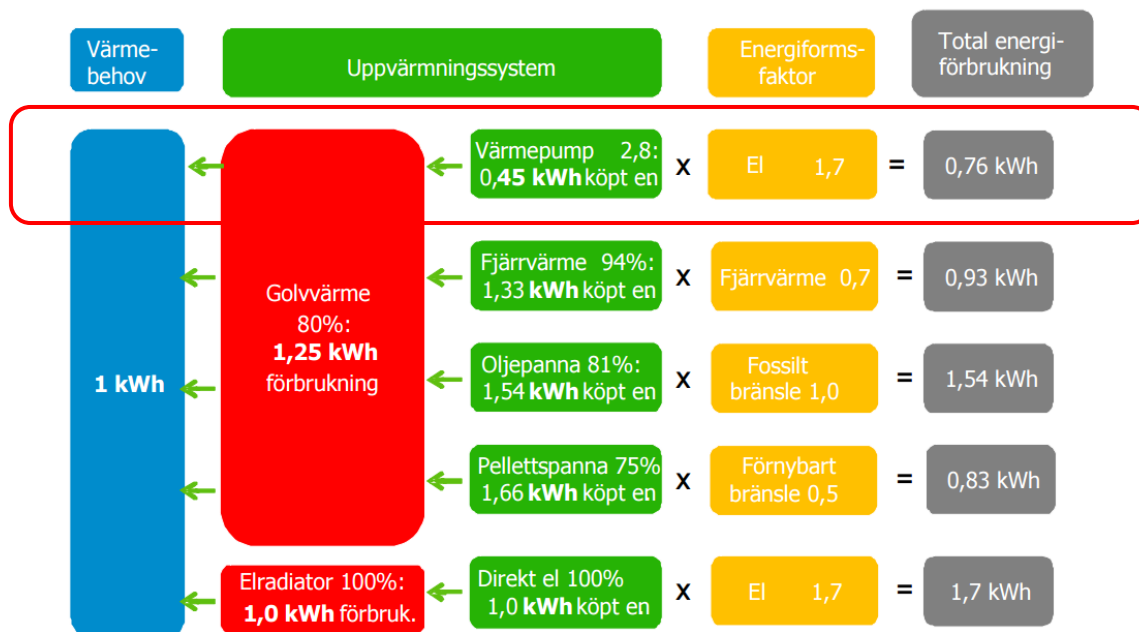 Värme-
behov
Uppvärmningssystem
Energiforms-
faktor
Total energi-
förbrukning
1 kWh
Golvvärme
80%:
1,25 kWh
förbrukning
Värmepump 2,8:
0,45 kWh köpt en
x
El 1,7
=
0,76 kWh
Fjärrvärme 94%:
1,33 kWh köpt en
x
Fjärrvärme 0,7
=
0,93 kWh
Oljepanna 81%:
1,54 kWh köpt en
x
Fossilt
bränsle 1,0
=
1,54 kWh
Pellettspanna 75%
1,66 kWh köpt en
x
Förnybart
bränsle 0,5
=
0,83 kWh
Elradiator 100%:
1,0 kWh förbruk.
Direkt el 100%
1,0 kWh köpt en
x
El 1,7
=
1,7 kWh